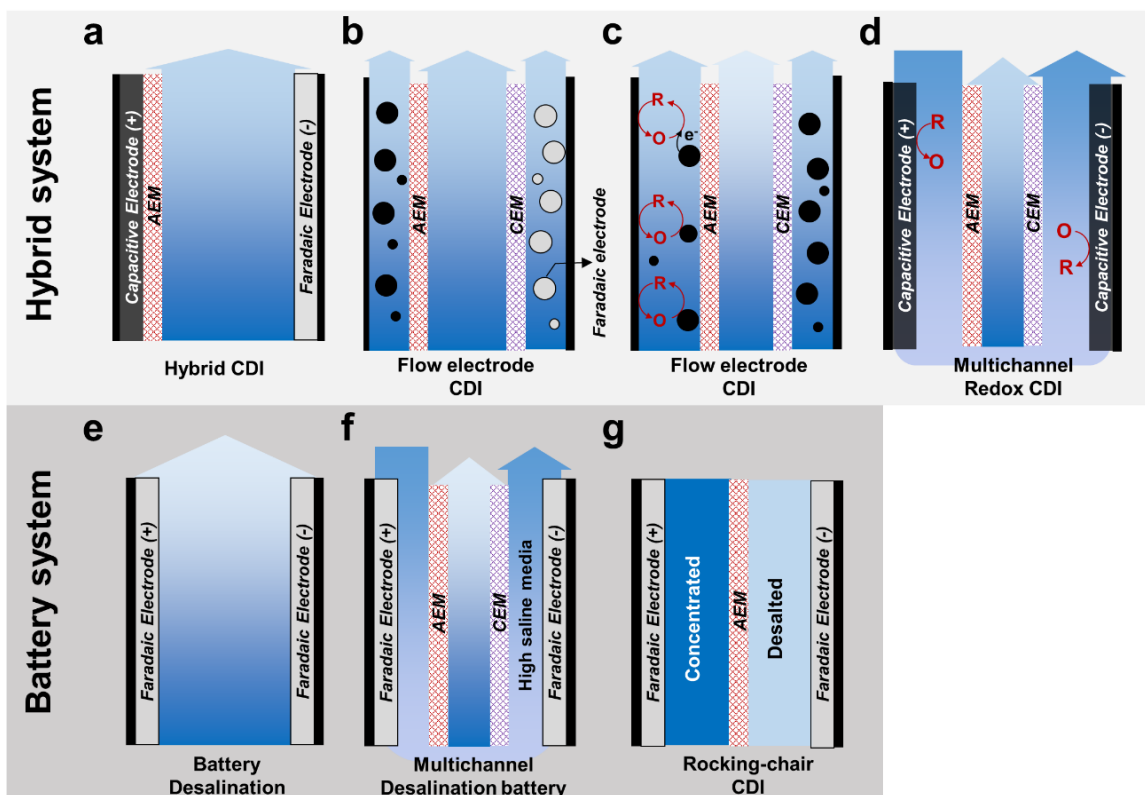 Hybrid system
a
Capacitive Electrode (+)
AEM
Faradaic Electrode (-)
Hybrid CDI
b
AEM
CEM
Faradaic electrode
Flow electrode
CDI
c
R
O
e-
R
O
R
O
AEM
CEM
Flow electrode
CDI
d
Capacitive Electrode (+)
R
O
AEM
CEM
O
R
Capacitive Electrode (-)
Multichannel
Redox CDI
Battery system
e
Faradaic Electrode (+)
Faradaic Electrode (-)
Battery
Desalination
f
Faradaic Electrode (+)
AEM
CEM
High saline media
Faradaic Electrode (-)
Multichannel
Desalination battery
g
Faradaic Electrode (+)
Concentrated
AEM
Desalted
Faradaic Electrode (-)
Rocking-chair
CDI